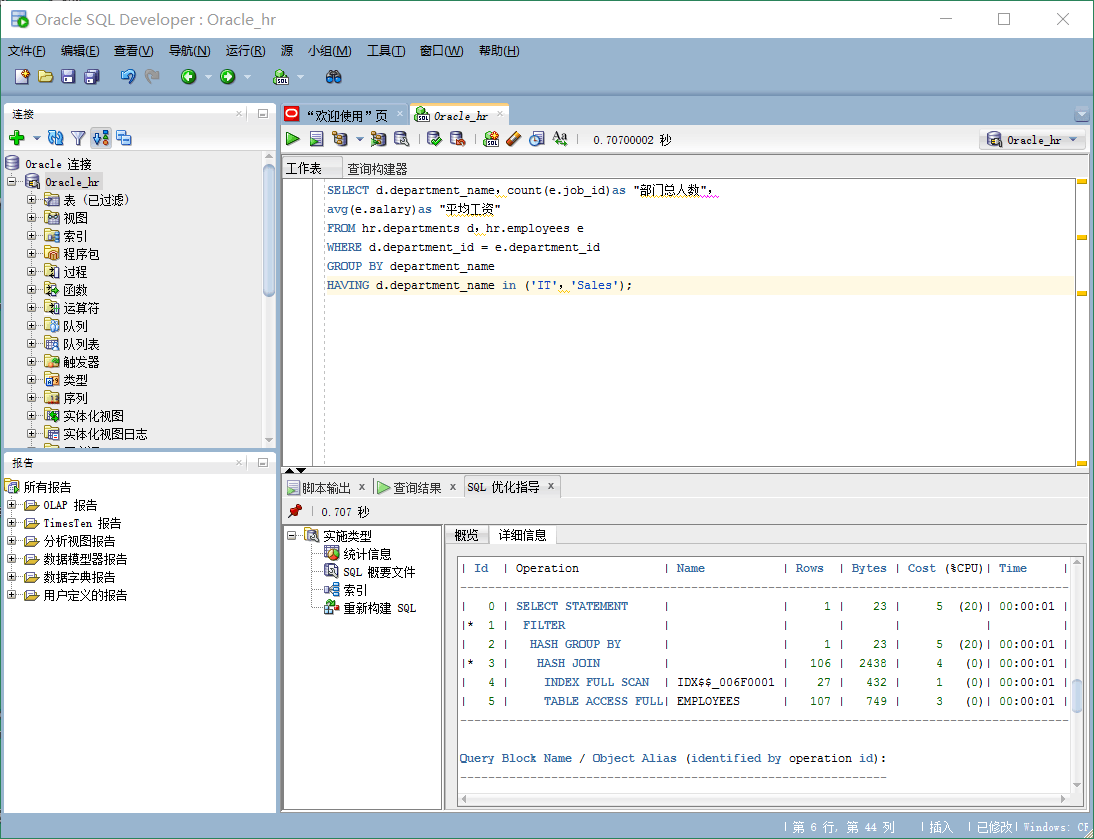 Oracle SQL Developer : Oracle_hr
文件(F) 编辑(E) 查看(V) 导航(N) 运行(R) 源 小组(M) 工具(T) 窗口(W) 帮助(H)
连接
Oracle 连接
Oracle_hr
表 (已过滤)
视图
索引
程序包
过程
函数
运算符
队列
队列表
触发器
类型
序列
实体化视图
实体化视图日志
报告
所有报告
OLAP 报告
TimesTen 报告
分析视图报告
数据模型器报告
数据字典报告
用户定义的报告
“欢迎使用”页 Oracle_hr
0.70700002 秒 Oracle_hr
工作表 查询构建器
SELECT d.department_name，count(e.job_id)as "部门总人数"，
avg(e.salary)as "平均工资"
FROM hr.departments d，hr.employees e
WHERE d.department_id = e.department_id
GROUP BY department_name
HAVING d.department_name in ('IT'，'Sales');
脚本输出 查询结果 SQL 优化指导
0.707 秒
实施类型
统计信息
SQL 概要文件
索引
重新构建 SQL
概览 详细信息
| Id | Operation | Name | Rows | Bytes | Cost (%CPU)| Time |
| 0 | SELECT STATEMENT | | 1 | 23 | 5 (20)| 00:00:01 |
|* 1 | FILTER | | | | | |
| 2 | HASH GROUP BY | | 1 | 23 | 5 (20)| 00:00:01 |
|* 3 | HASH JOIN | | 106 | 2438 | 4 (0)| 00:00:01 |
| 4 | INDEX FULL SCAN | IDX$$_006F0001 | 27 | 432 | 1 (0)| 00:00:01 |
| 5 | TABLE ACCESS FULL| EMPLOYEES | 107 | 749 | 3 (0)| 00:00:01 |
Query Block Name / Object Alias (identified by operation id):
第 6 行, 第 44 列 | 插入 | 已修改 | Windows: CF